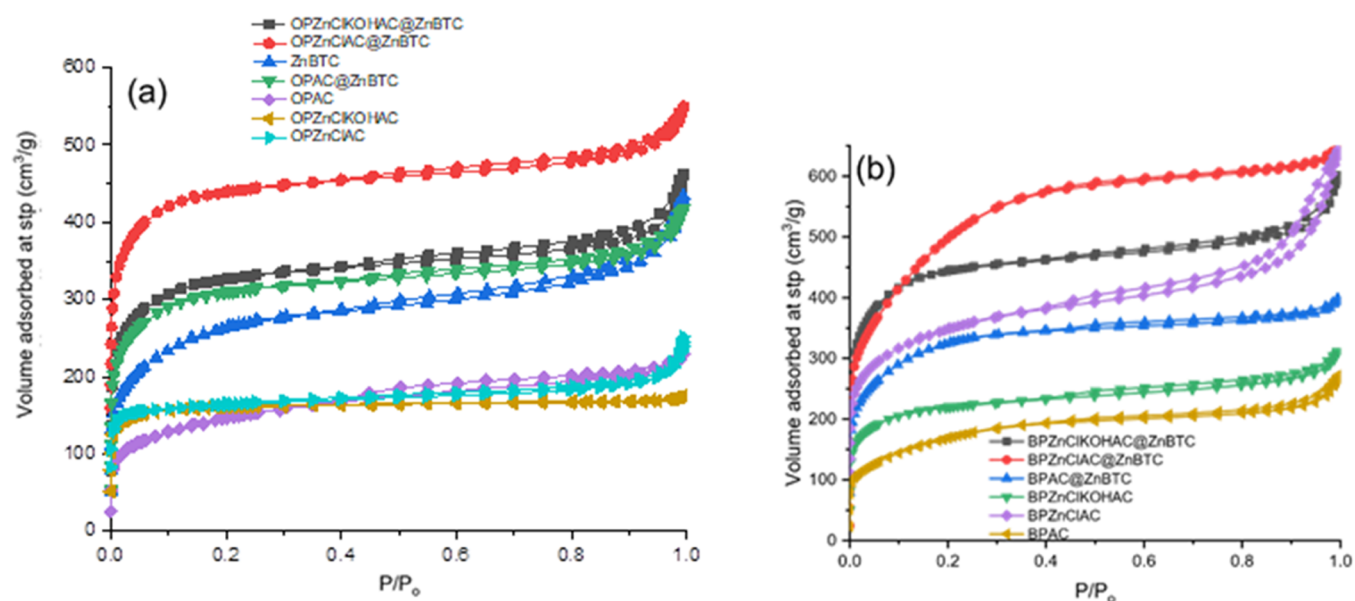 OPZnClKOHAC@ZnBTC
OPZnClAC@ZnBTC
ZnBTC
OPAC@ZnBTC
OPAC
OPZnClKOHAC
OPZnClAC
(a)
600
500
400
300
200
100
0
Volume adsorbed at stp (cm³/g)
0.0 0.2 0.4 0.6 0.8 1.0
P/Pₒ
(b)
600
500
400
300
200
100
0
Volume adsorbed at stp (cm³/g)
BPZnClKOHAC@ZnBTC
BPZnClAC@ZnBTC
BPAC@ZnBTC
BPZnClKOHAC
BPZnClAC
BPAC
0.0 0.2 0.4 0.6 0.8 1.0
P/Pₒ